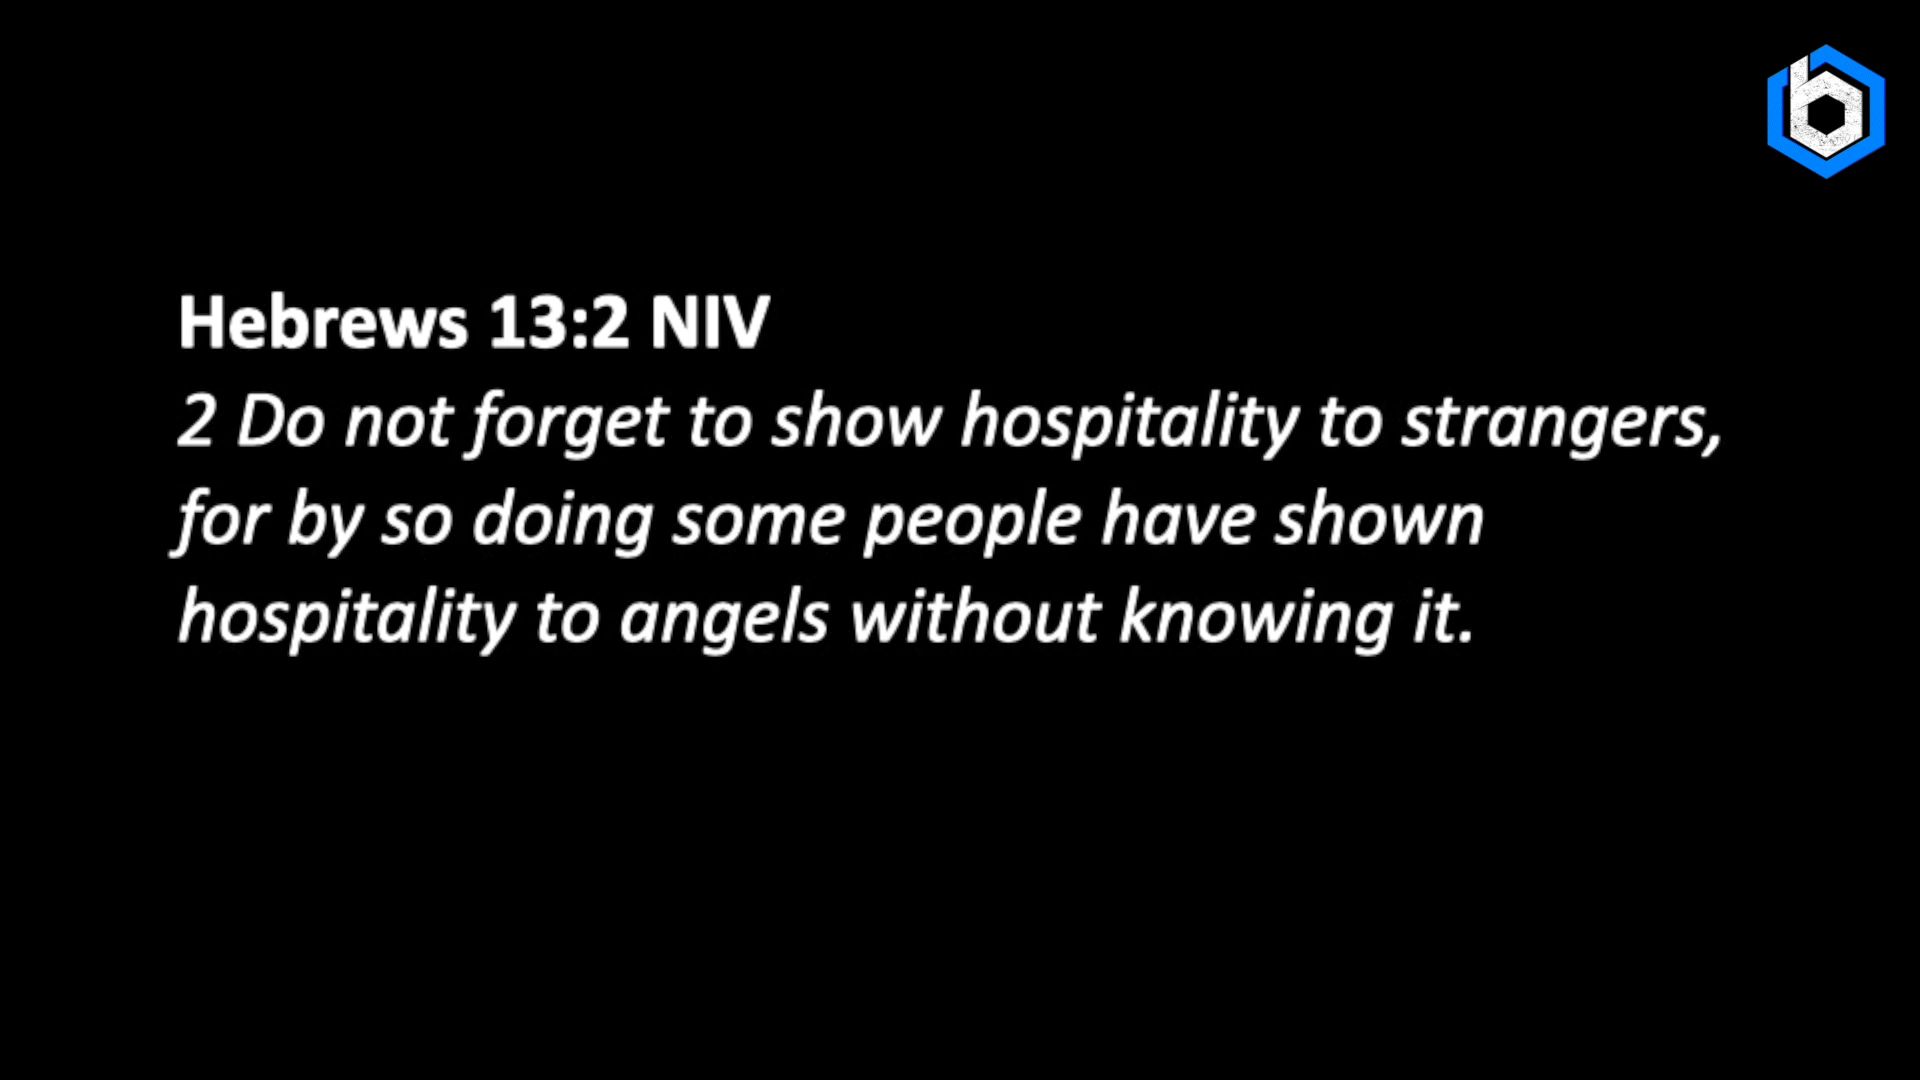 Hebrews 13:2 NIV
2 Do not forget to show hospitality to strangers,
for by so doing some people have shown
hospitality to angels without knowing it.